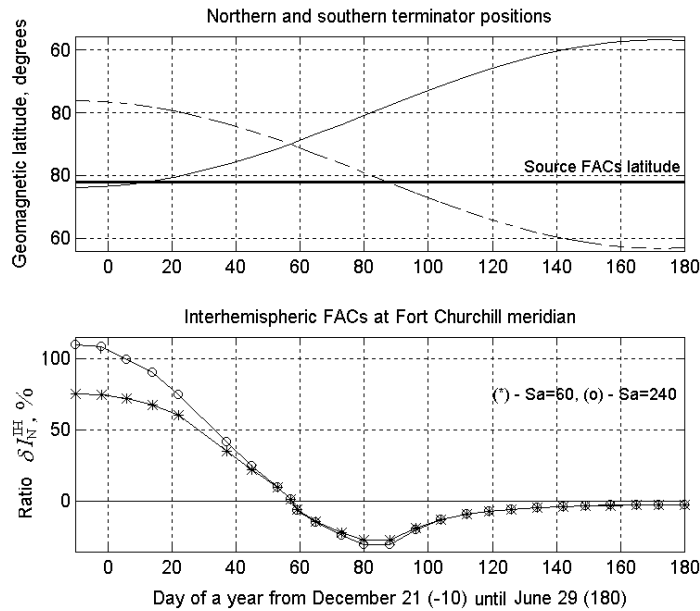 Northern and southern terminator positions
Geomagnetic latitude, degrees
60
80
80
60
Source FACs latitude
0 20 40 60 80 100 120 140 160 180
Interhemispheric FACs at Fort Churchill meridian
Ratio δI_N^IH, %
100
50
0
(*) - Sa=60, (o) - Sa=240
0 20 40 60 80 100 120 140 160 180
Day of a year from December 21 (-10) until June 29 (180)